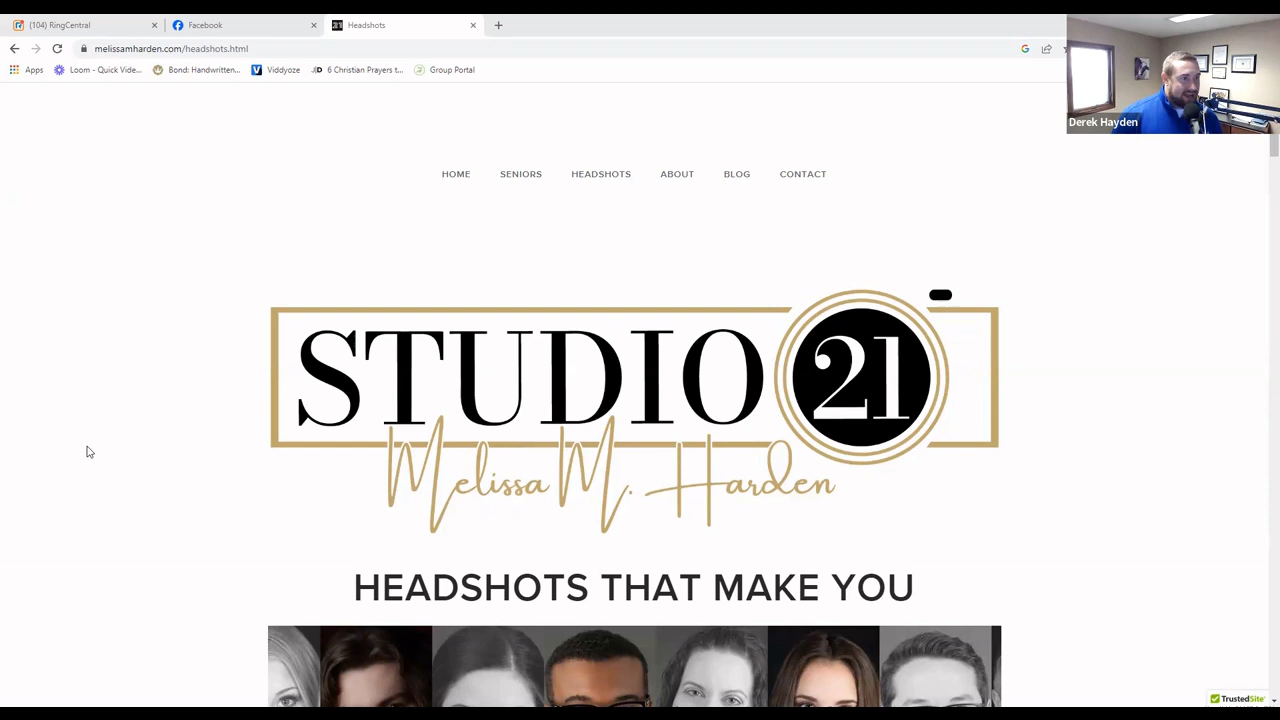 (104) RingCentral
Facebook
Headshots
melissamharden.com/headshots.html
Apps
Loom - Quick Vide...
Bond: Handwritten...
Viddyoze
6 Christian Prayers t...
Group Portal
Derek Hayden
HOME SENIORS HEADSHOTS ABOUT BLOG CONTACT
STUDIO 21
Melissa M. Harden
HEADSHOTS THAT MAKE YOU
TrustedSite